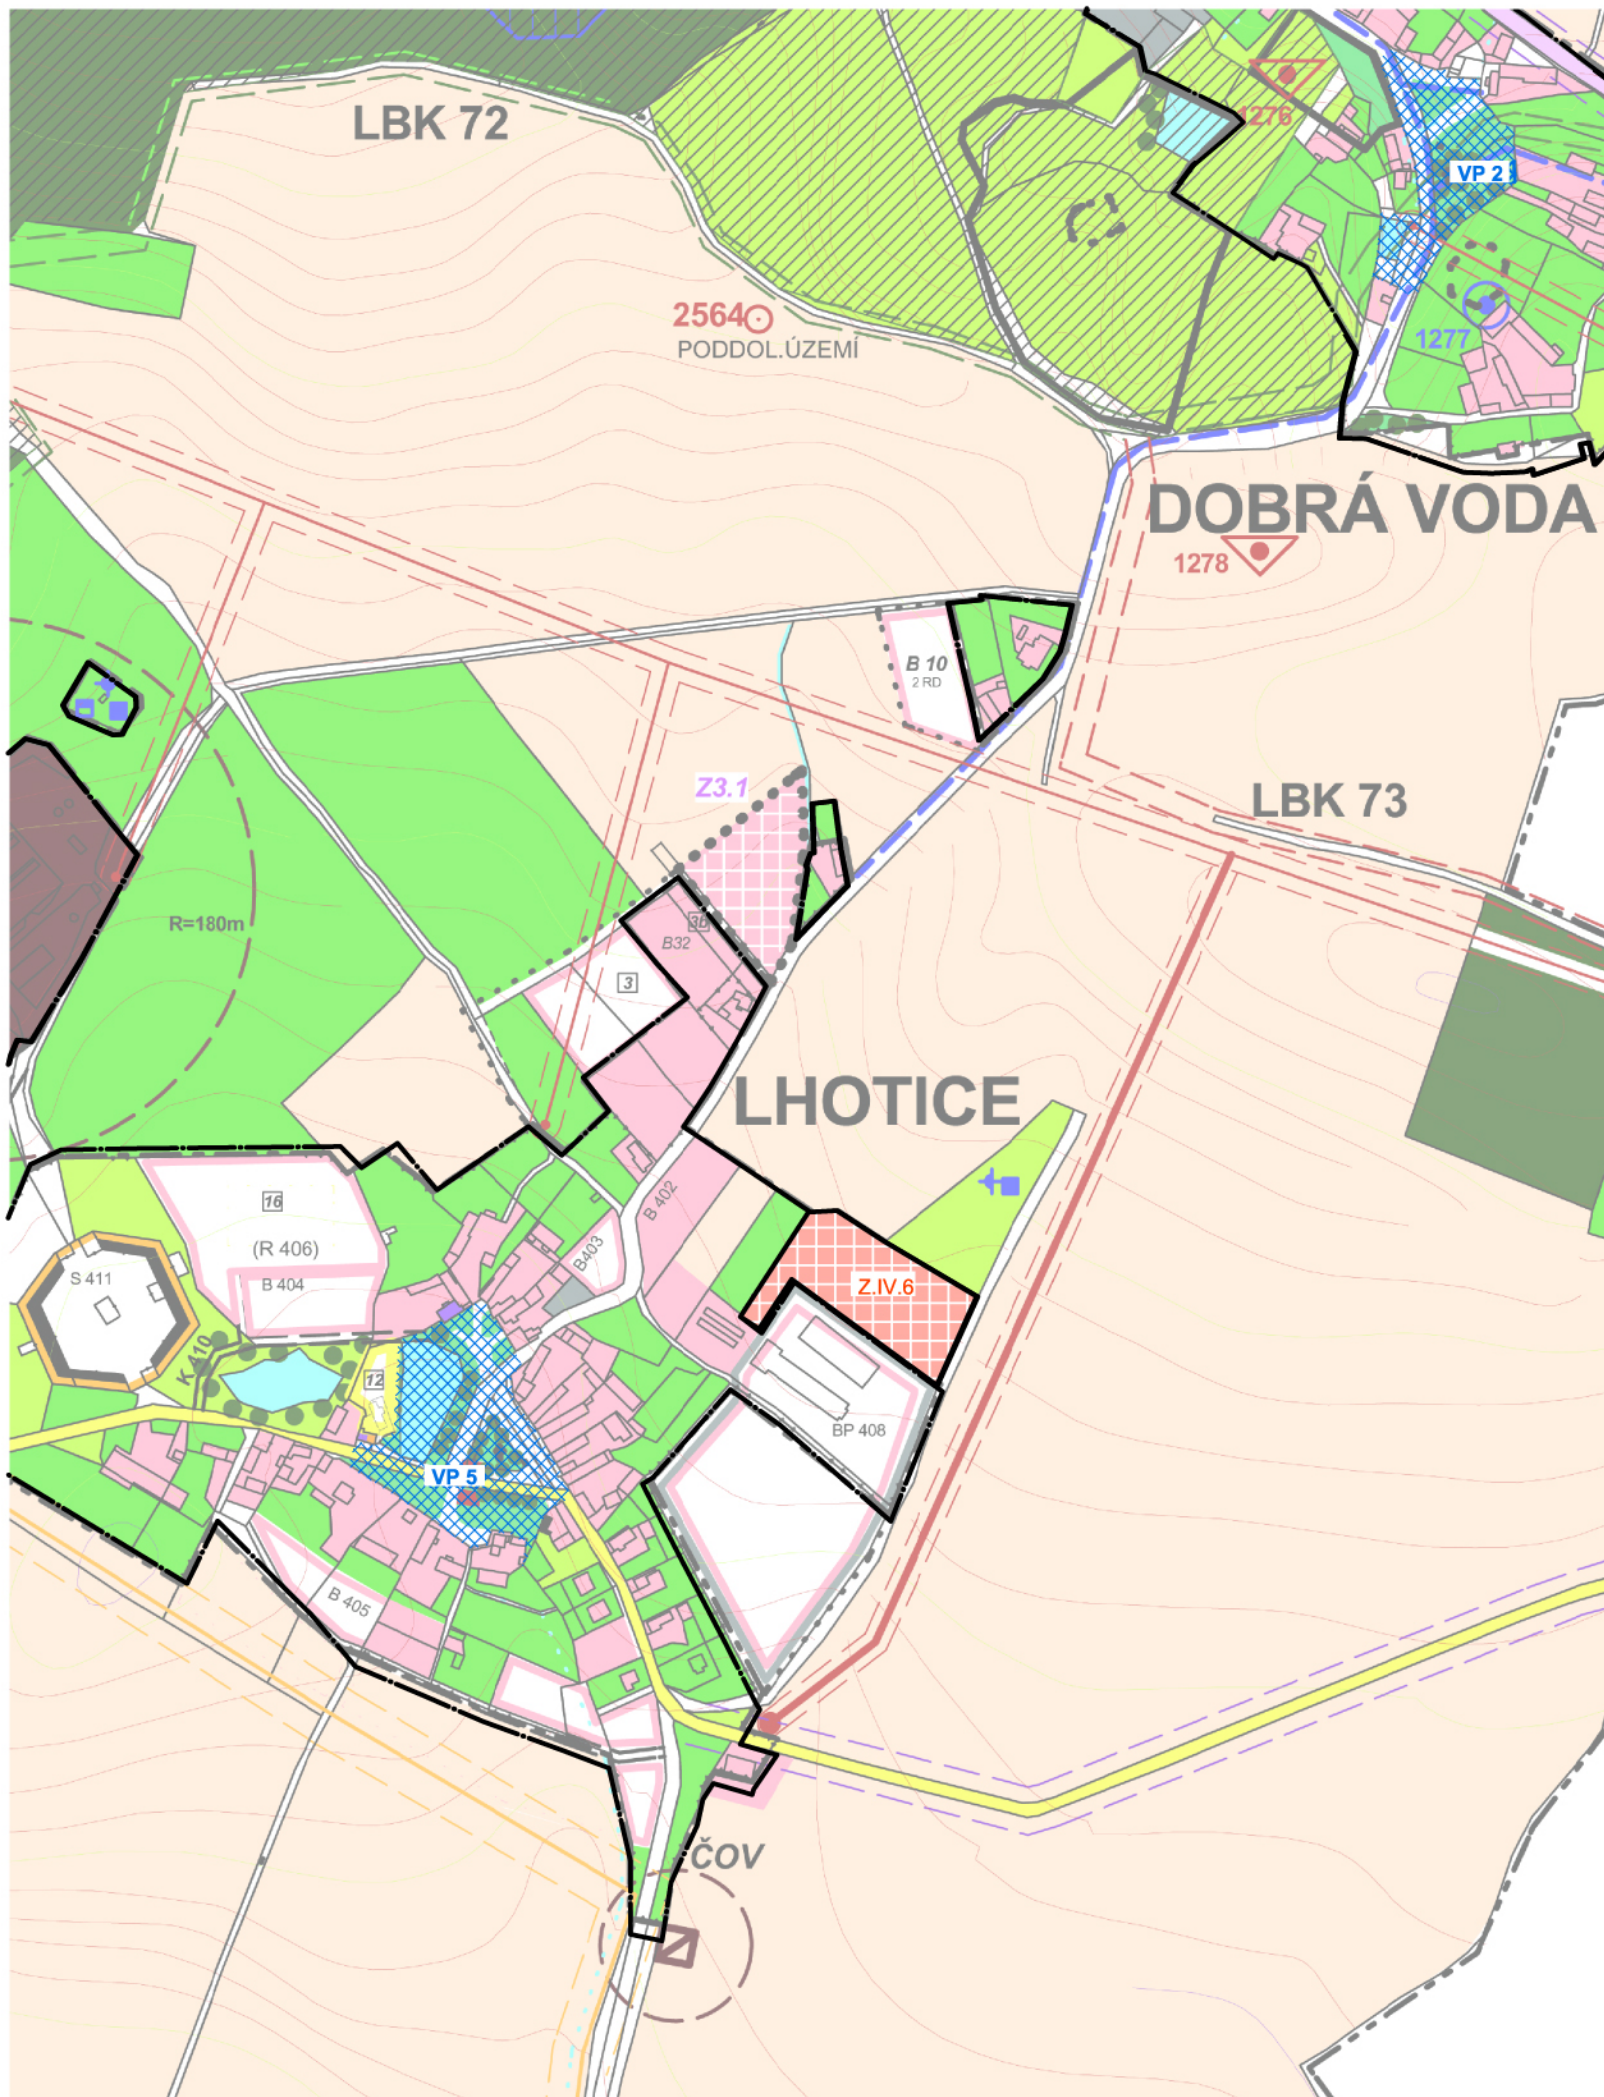 LBK 72
1276
VP 2
2564
PODDOL.ÚZEMÍ
1277
DOBRÁ VODA
1278
B 10
2 RD
Z3.1
LBK 73
R=180m
3b
B32
3
LHOTICE
16
(R 406)
B 402
B403
S 411
B 404
Z.IV.6
K 410
12
BP 408
VP 5
B 405
ČOV